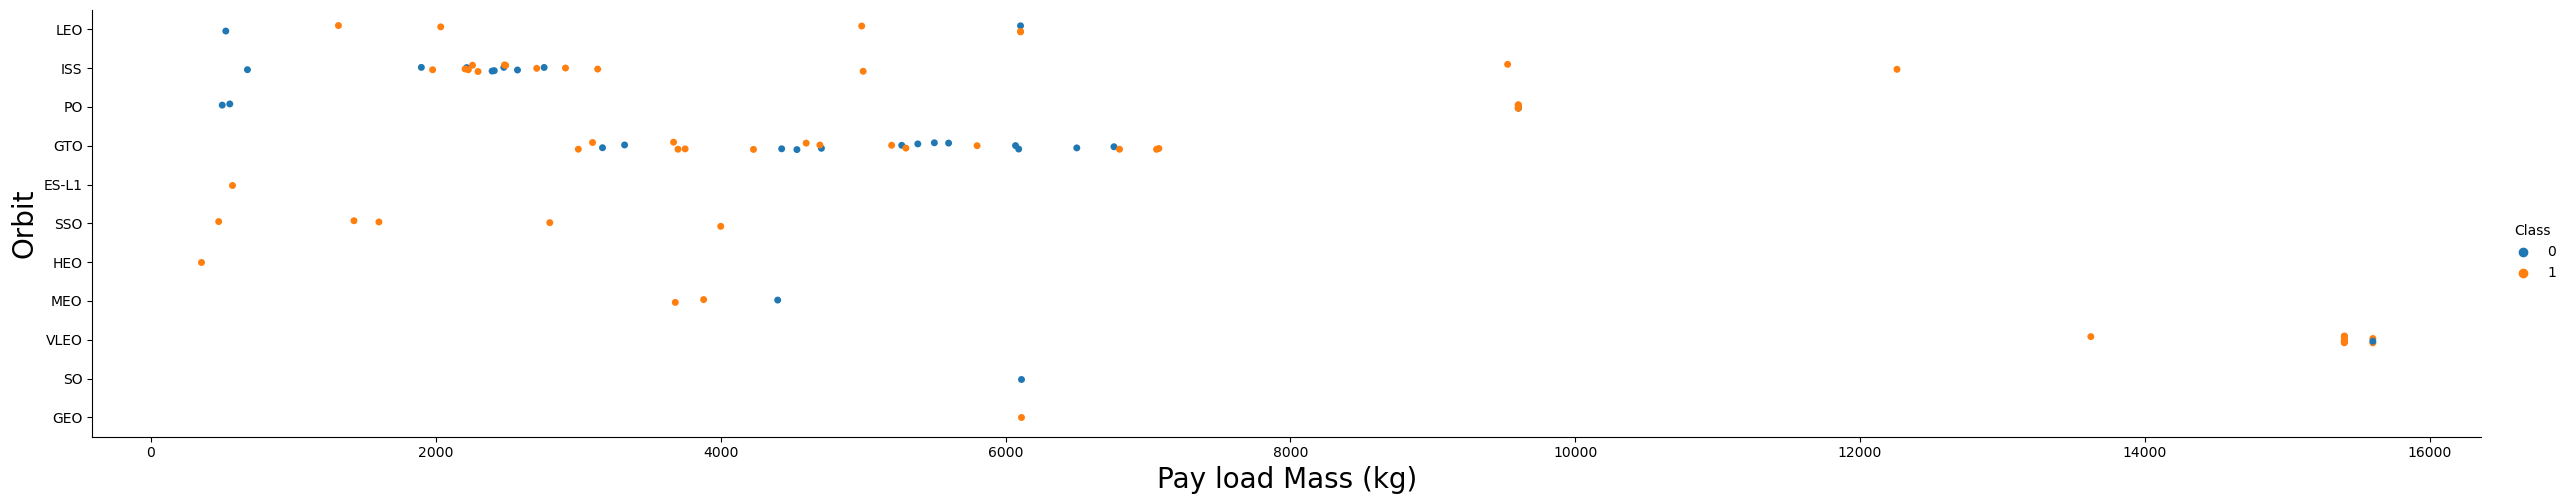 LEO
ISS
PO
GTO
ES-L1
SSO
HEO
MEO
VLEO
SO
GEO
Orbit
0 2000 4000 6000 8000 10000 12000 14000 16000
Pay load Mass (kg)
Class
0
1